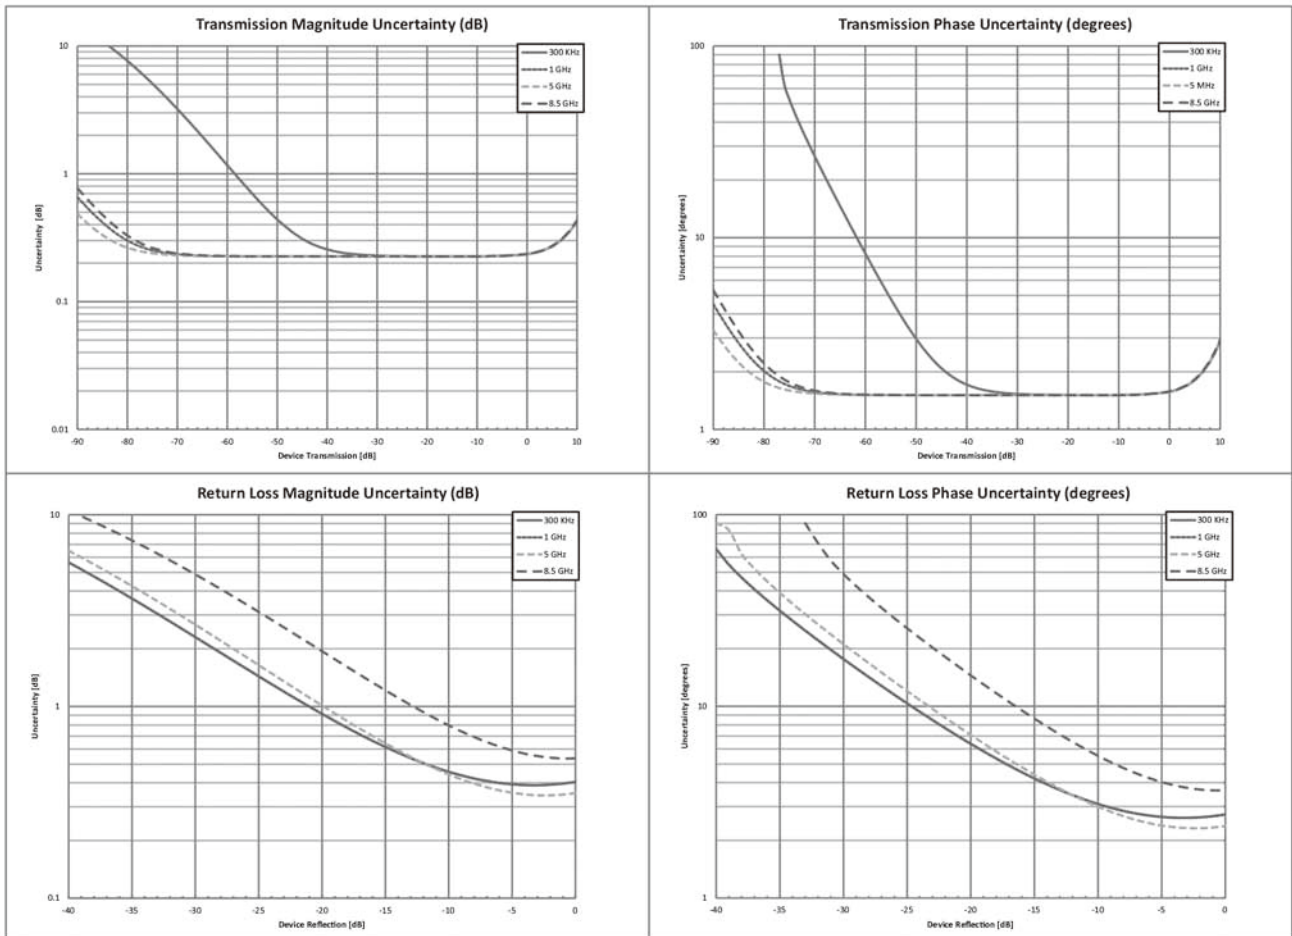 Transmission Magnitude Uncertainty (dB)
10
1
0.1
0.01
Uncertainty [dB]
-90 -80 -70 -60 -50 -40 -30 -20 -10 0 10
Device Transmission [dB]
300 KHz
1 GHz
5 GHz
8.5 GHz
Transmission Phase Uncertainty (degrees)
100
10
1
Uncertainty [degrees]
-90 -80 -70 -60 -50 -40 -30 -20 -10 0 10
Device Transmission [dB]
300 KHz
1 GHz
5 MHz
8.5 GHz
Return Loss Magnitude Uncertainty (dB)
10
1
0.1
Uncertainty [dB]
-40 -35 -30 -25 -20 -15 -10 -5 0
Device Reflection [dB]
300 KHz
1 GHz
5 GHz
8.5 GHz
Return Loss Phase Uncertainty (degrees)
100
10
1
Uncertainty [degrees]
-40 -35 -30 -25 -20 -15 -10 -5 0
Device Reflection [dB]
300 KHz
1 GHz
5 GHz
8.5 GHz